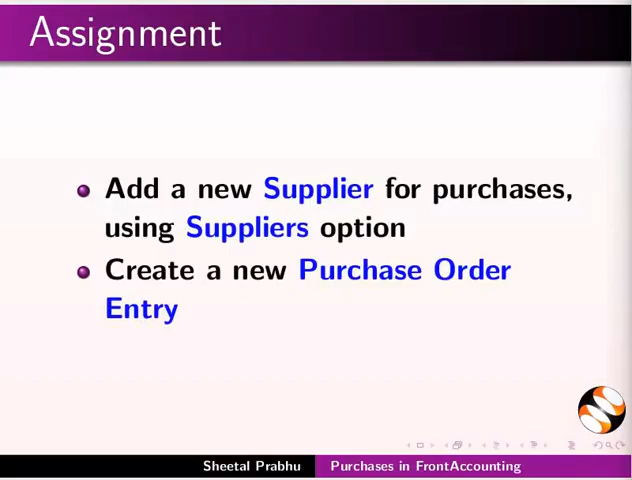 Assignment
Add a new Supplier for purchases,
using Suppliers option
Create a new Purchase Order
Entry
Sheetal Prabhu
Purchases in FrontAccounting